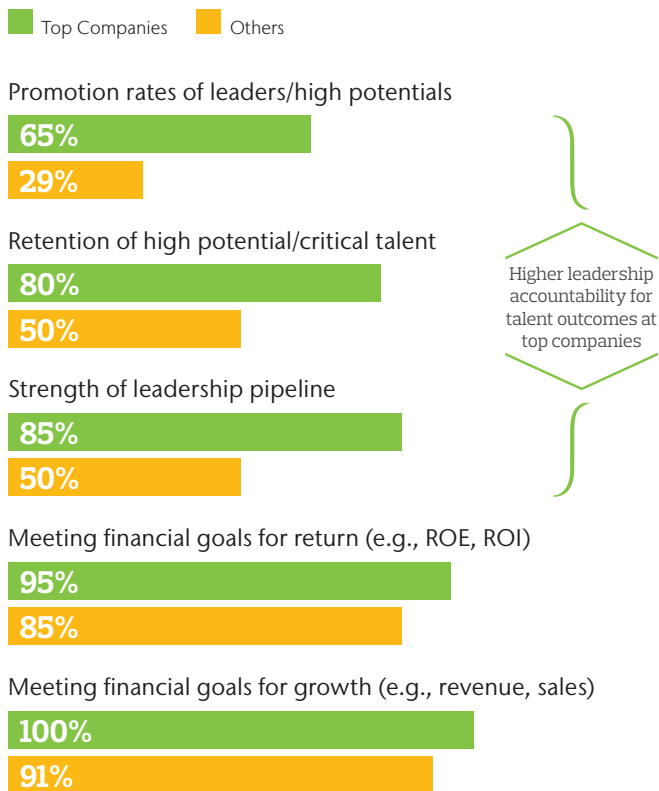 Top Companies Others
Promotion rates of leaders/high potentials
65%
29%
Retention of high potential/critical talent
80%
50%
Strength of leadership pipeline
85%
50%
Higher leadership
accountability for
talent outcomes at
top companies
Meeting financial goals for return (e.g., ROE, ROI)
95%
85%
Meeting financial goals for growth (e.g., revenue, sales)
100%
91%